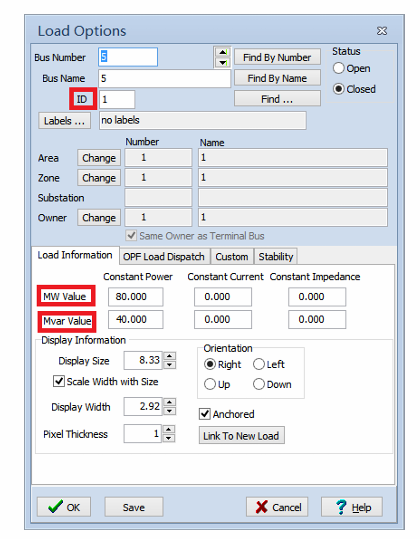 Load Options
Bus Number 5 Find By Number Status
Bus Name 5 Find By Name Open
ID 1 Find ... Closed
Labels ... no labels
Number Name
Area Change 1 1
Zone Change 1 1
Substation
Owner Change 1 1
Same Owner as Terminal Bus
Load Information OPF Load Dispatch Custom Stability
Constant Power Constant Current Constant Impedance
MW Value 80.000 0.000 0.000
Mvar Value 40.000 0.000 0.000
Display Information Orientation
Display Size 8.33 Right Left
Scale Width with Size Up Down
Display Width 2.92 Anchored
Pixel Thickness 1 Link To New Load
OK Save Cancel ? Help